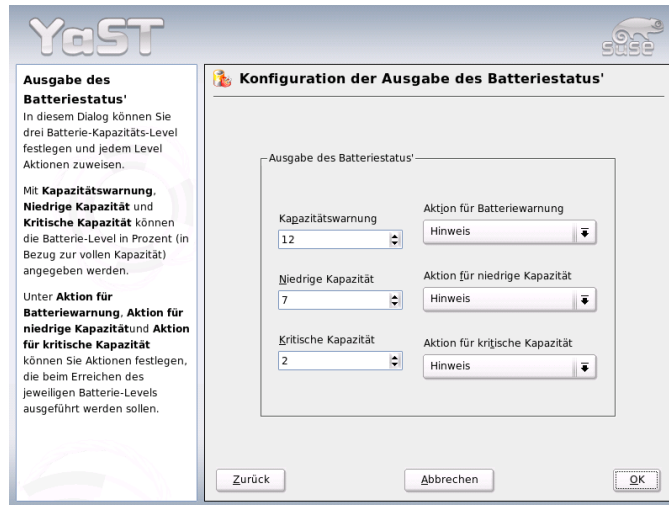 YaST
SUSE
Ausgabe des
Batteriestatus'
In diesem Dialog können Sie
drei Batterie-Kapazitäts-Level
festlegen und jedem Level
Aktionen zuweisen.
Mit Kapazitätswarnung,
Niedrige Kapazität und
Kritische Kapazität können
die Batterie-Level in Prozent (in
Bezug zur vollen Kapazität)
angegeben werden.
Unter Aktion für
Batteriewarnung, Aktion für
niedrige Kapazitätund Aktion
für kritische Kapazität
können Sie Aktionen festlegen,
die beim Erreichen des
jeweiligen Batterie-Levels
ausgeführt werden sollen.
Konfiguration der Ausgabe des Batteriestatus'
Ausgabe des Batteriestatus'
Kapazitätswarnung
12
Aktion für Batteriewarnung
Hinweis
Niedrige Kapazität
7
Aktion für niedrige Kapazität
Hinweis
Kritische Kapazität
2
Aktion für kritische Kapazität
Hinweis
Zurück
Abbrechen
OK